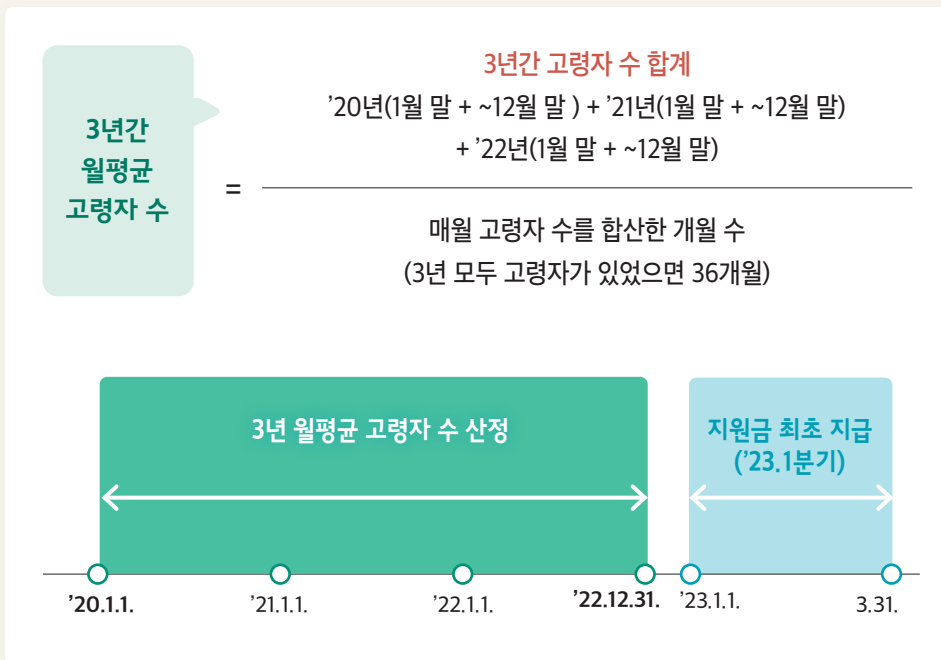 3년간
월평균
고령자 수
=
3년간 고령자 수 합계
’20년(1월 말 + ~12월 말 ) + ’21년(1월 말 + ~12월 말)
+ ’22년(1월 말 + ~12월 말)
매월 고령자 수를 합산한 개월 수
(3년 모두 고령자가 있었으면 36개월)
3년 월평균 고령자 수 산정
지원금 최초 지급
(’23.1분기)
’20.1.1. ’21.1.1. ’22.1.1. ’22.12.31. ’23.1.1. 3.31.